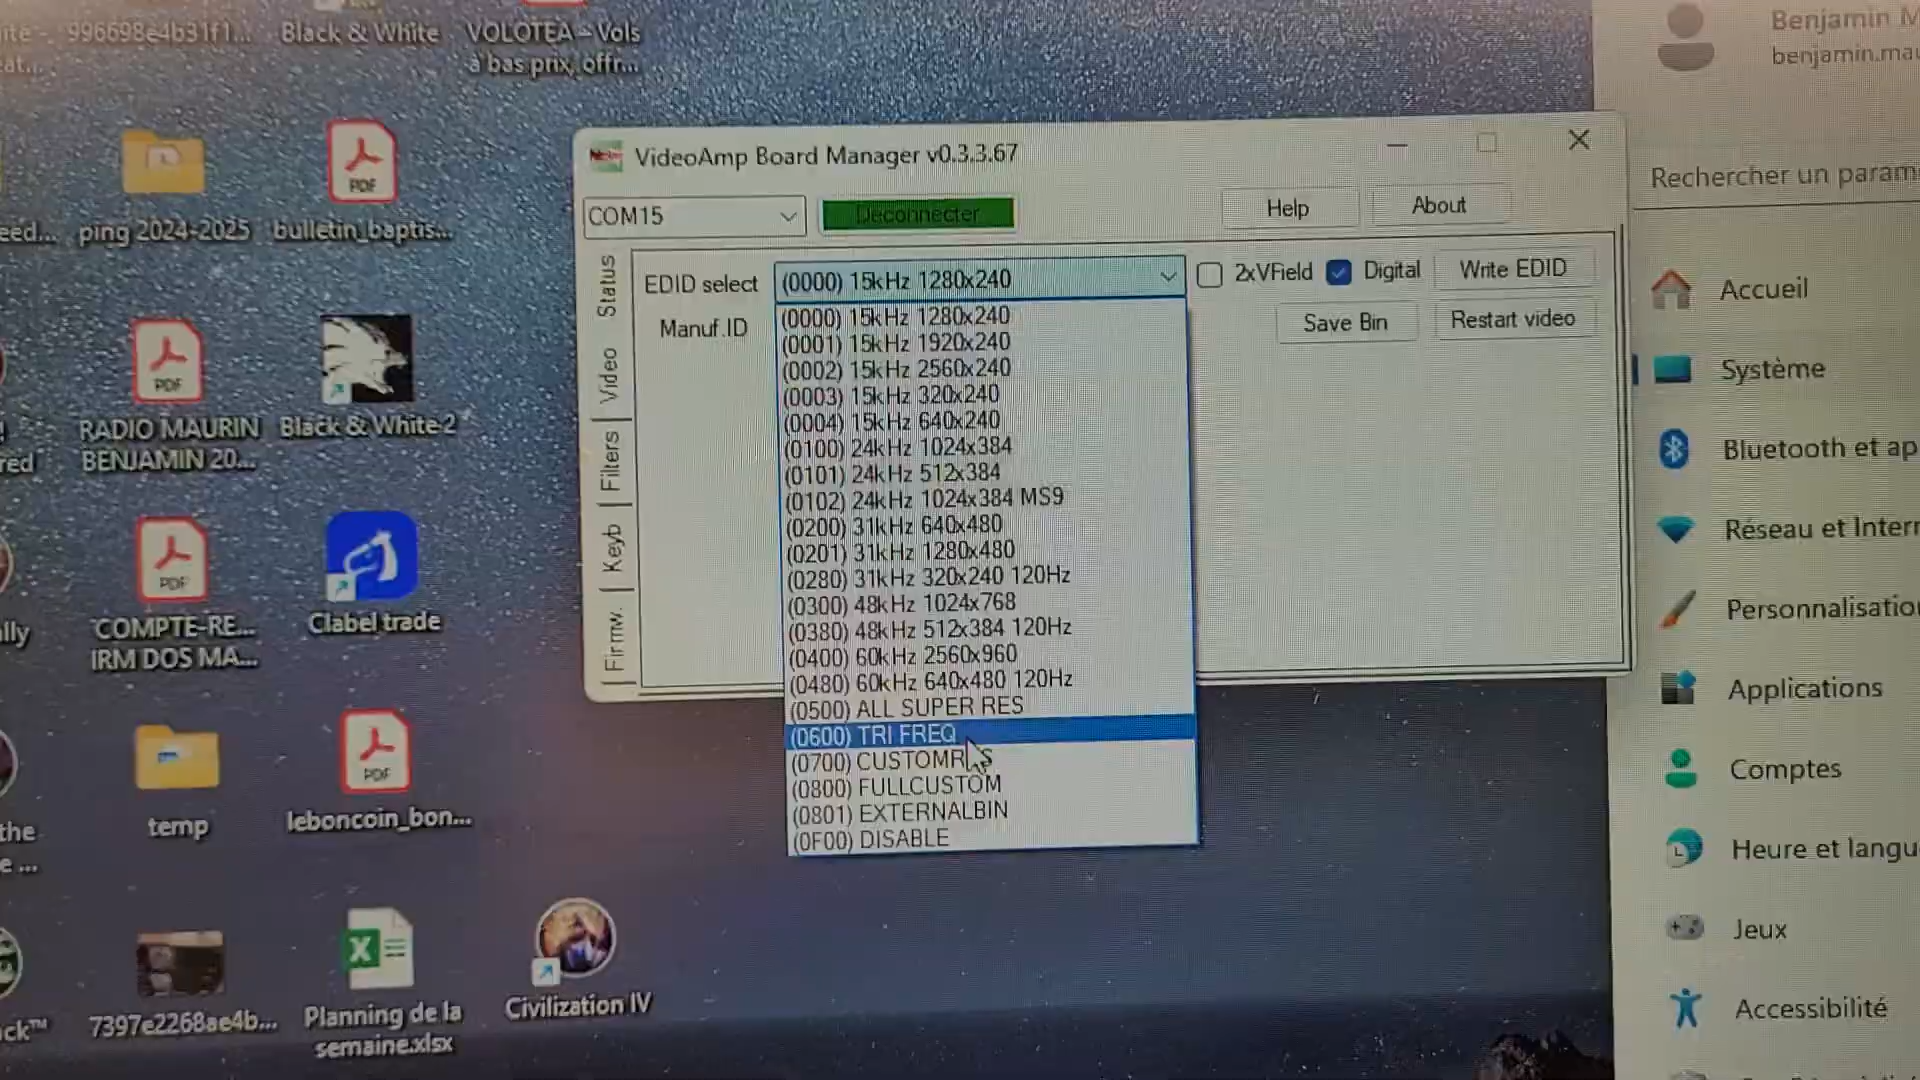 996698e4b31f1...
Black & White
VOLOTEA - Vols
à bas prix, offr...
ping 2024-2025
bulletin_baptis...
RADIO MAURIN
BENJAMIN 20...
Black & White 2
COMPTE-RE...
IRM DOS MA...
Clabel trade
temp
leboncoin_bon...
7397e2268ae4b...
Planning de la
semaine.xlsx
Civilization IV
PDF
PDF
PDF
PDF
VideoAmp Board Manager v0.3.3.67
COM15
Deconnecter
Help
About
Status
Video
Filters
Keyb
Firmw.
EDID select
(0000) 15kHz 1280x240
2xVField
Digital
Write EDID
Manuf.ID
Save Bin
Restart video
(0000) 15kHz 1280x240
(0001) 15kHz 1920x240
(0002) 15kHz 2560x240
(0003) 15kHz 320x240
(0004) 15kHz 640x240
(0100) 24kHz 1024x384
(0101) 24kHz 512x384
(0102) 24kHz 1024x384 MS9
(0200) 31kHz 640x480
(0201) 31kHz 1280x480
(0280) 31kHz 320x240 120Hz
(0300) 48kHz 1024x768
(0380) 48kHz 512x384 120Hz
(0400) 60kHz 2560x960
(0480) 60kHz 640x480 120Hz
(0500) ALL SUPER RES
(0600) TRI FREQ
(0700) CUSTOMRES
(0800) FULLCUSTOM
(0801) EXTERNALBIN
(0F00) DISABLE
Benjamin M
benjamin.mau
Rechercher un param
Accueil
Système
Bluetooth et ap
Réseau et Intern
Personnalisatio
Applications
Comptes
Heure et langu
Jeux
Accessibilité